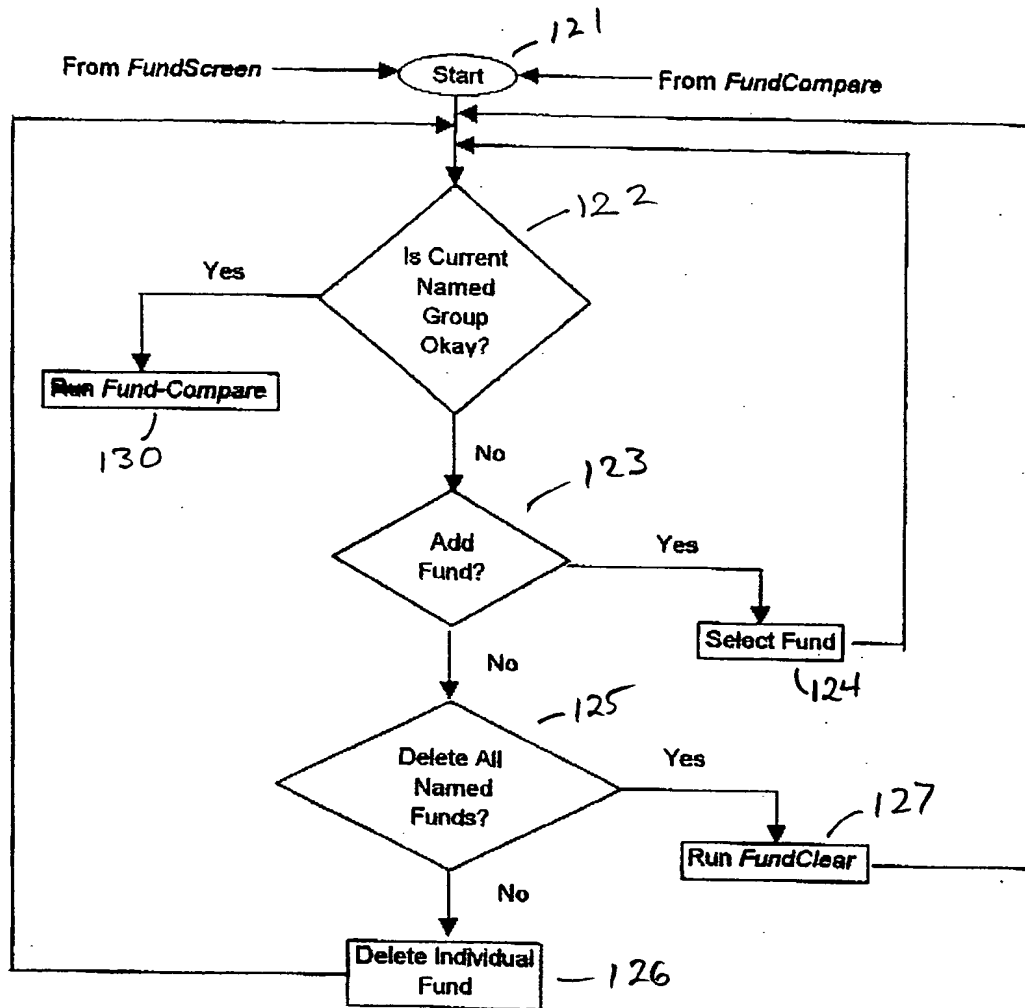 121
From FundScreen
Start
From FundCompare
122
Is Current
Named
Group
Okay?
Yes
Run Fund-Compare
130
No
123
Add
Fund?
Yes
Select Fund
124
No
125
Delete All
Named
Funds?
Yes
127
Run FundClear
No
Delete Individual
Fund
126